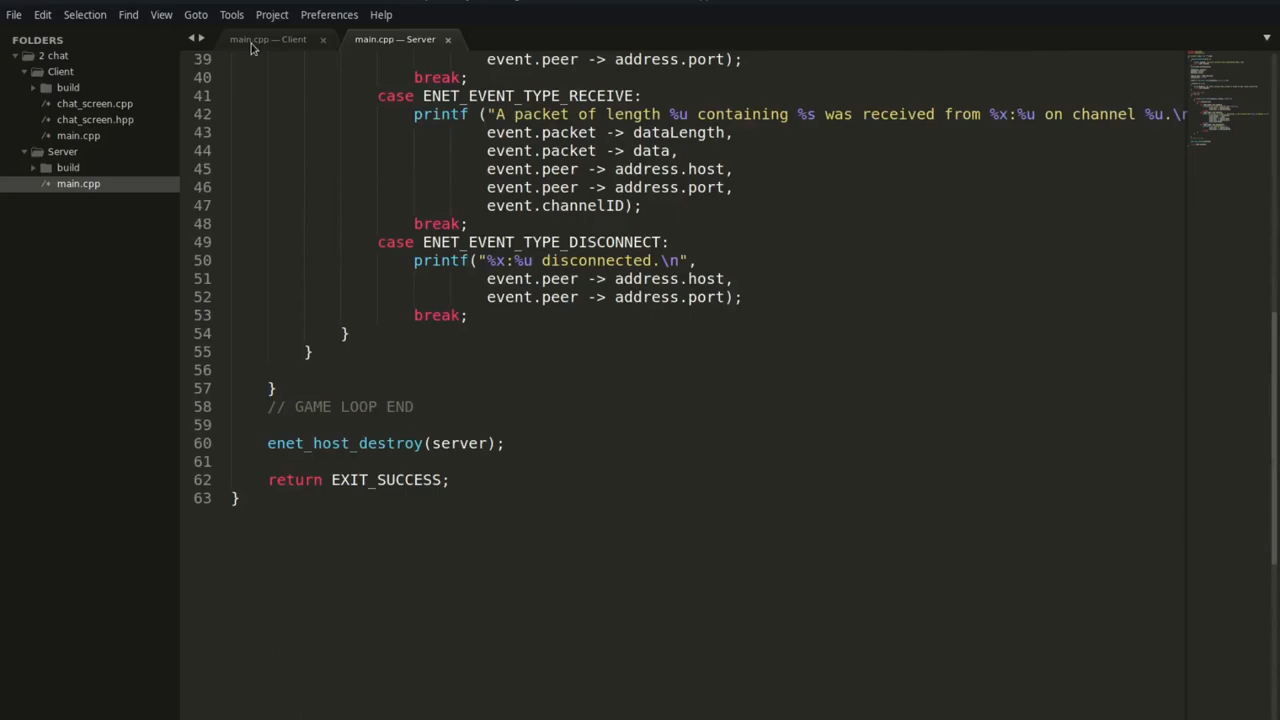 File Edit Selection Find View Goto Tools Project Preferences Help
FOLDERS
2 chat
Client
build
chat_screen.cpp
chat_screen.hpp
main.cpp
Server
build
main.cpp
main.cpp — Client × main.cpp — Server ×
39 event.peer -> address.port);
40 break;
41 case ENET_EVENT_TYPE_RECEIVE:
42 printf ("A packet of length %u containing %s was received from %x:%u on channel %u.\n
43 event.packet -> dataLength,
44 event.packet -> data,
45 event.peer -> address.host,
46 event.peer -> address.port,
47 event.channelID);
48 break;
49 case ENET_EVENT_TYPE_DISCONNECT:
50 printf("%x:%u disconnected.\n",
51 event.peer -> address.host,
52 event.peer -> address.port);
53 break;
54 }
55 }
56
57 }
58 // GAME LOOP END
59
60 enet_host_destroy(server);
61
62 return EXIT_SUCCESS;
63 }